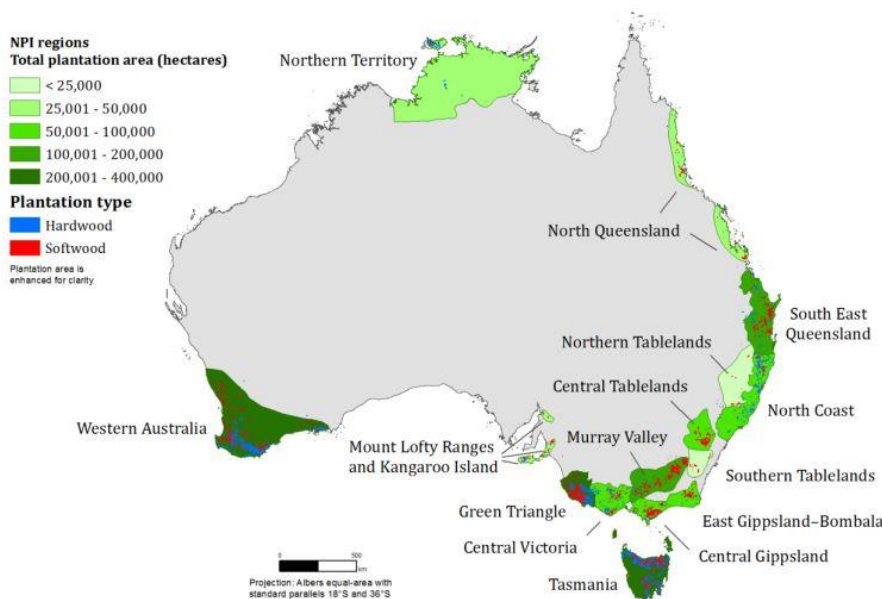 NPI regions
Total plantation area (hectares)
< 25,000
25,001 - 50,000
50,001 - 100,000
100,001 - 200,000
200,001 - 400,000
Plantation type
Hardwood
Softwood
Plantation area is
enhanced for clarity
Northern Territory
North Queensland
South East
Queensland
Northern Tablelands
Central Tablelands
North Coast
Western Australia
Mount Lofty Ranges
and Kangaroo Island
Murray Valley
Southern Tablelands
Green Triangle
East Gippsland–Bombala
Central Victoria
Central Gippsland
Tasmania
0 500
km
Projection: Albers equal-area with
standard parallels 18°S and 36°S